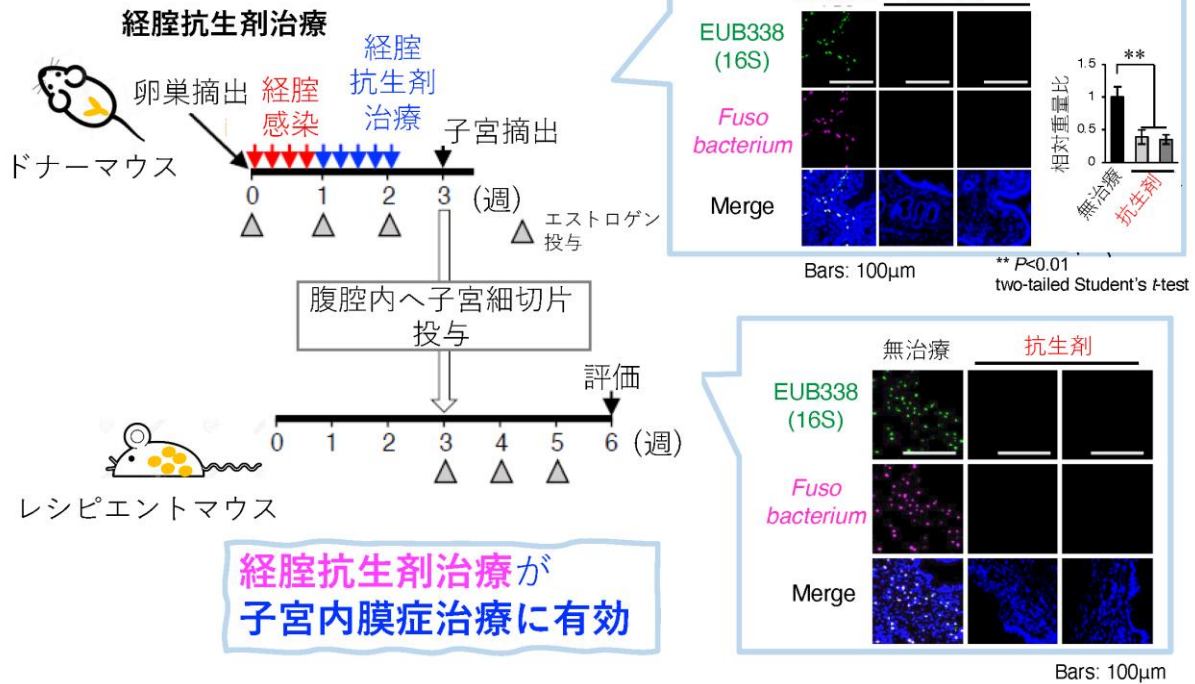 経腟抗生剤治療
ドナーマウス
卵巣摘出
経腟
感染
経腟
抗生剤
治療
子宮摘出
0 1 2 3 (週)
エストロゲン
投与
腹腔内へ子宮細切片
投与
評価
0 1 2 3 4 5 6 (週)
レシピエントマウス
経腟抗生剤治療が
子宮内膜症治療に有効
EUB338
(16S)
Fuso
bacterium
Merge
Bars: 100μm
相対重量比
1.5
1
0.5
0
**
無治療
抗生剤
** P<0.01
two-tailed Student's t-test
無治療
抗生剤
EUB338
(16S)
Fuso
bacterium
Merge
Bars: 100μm